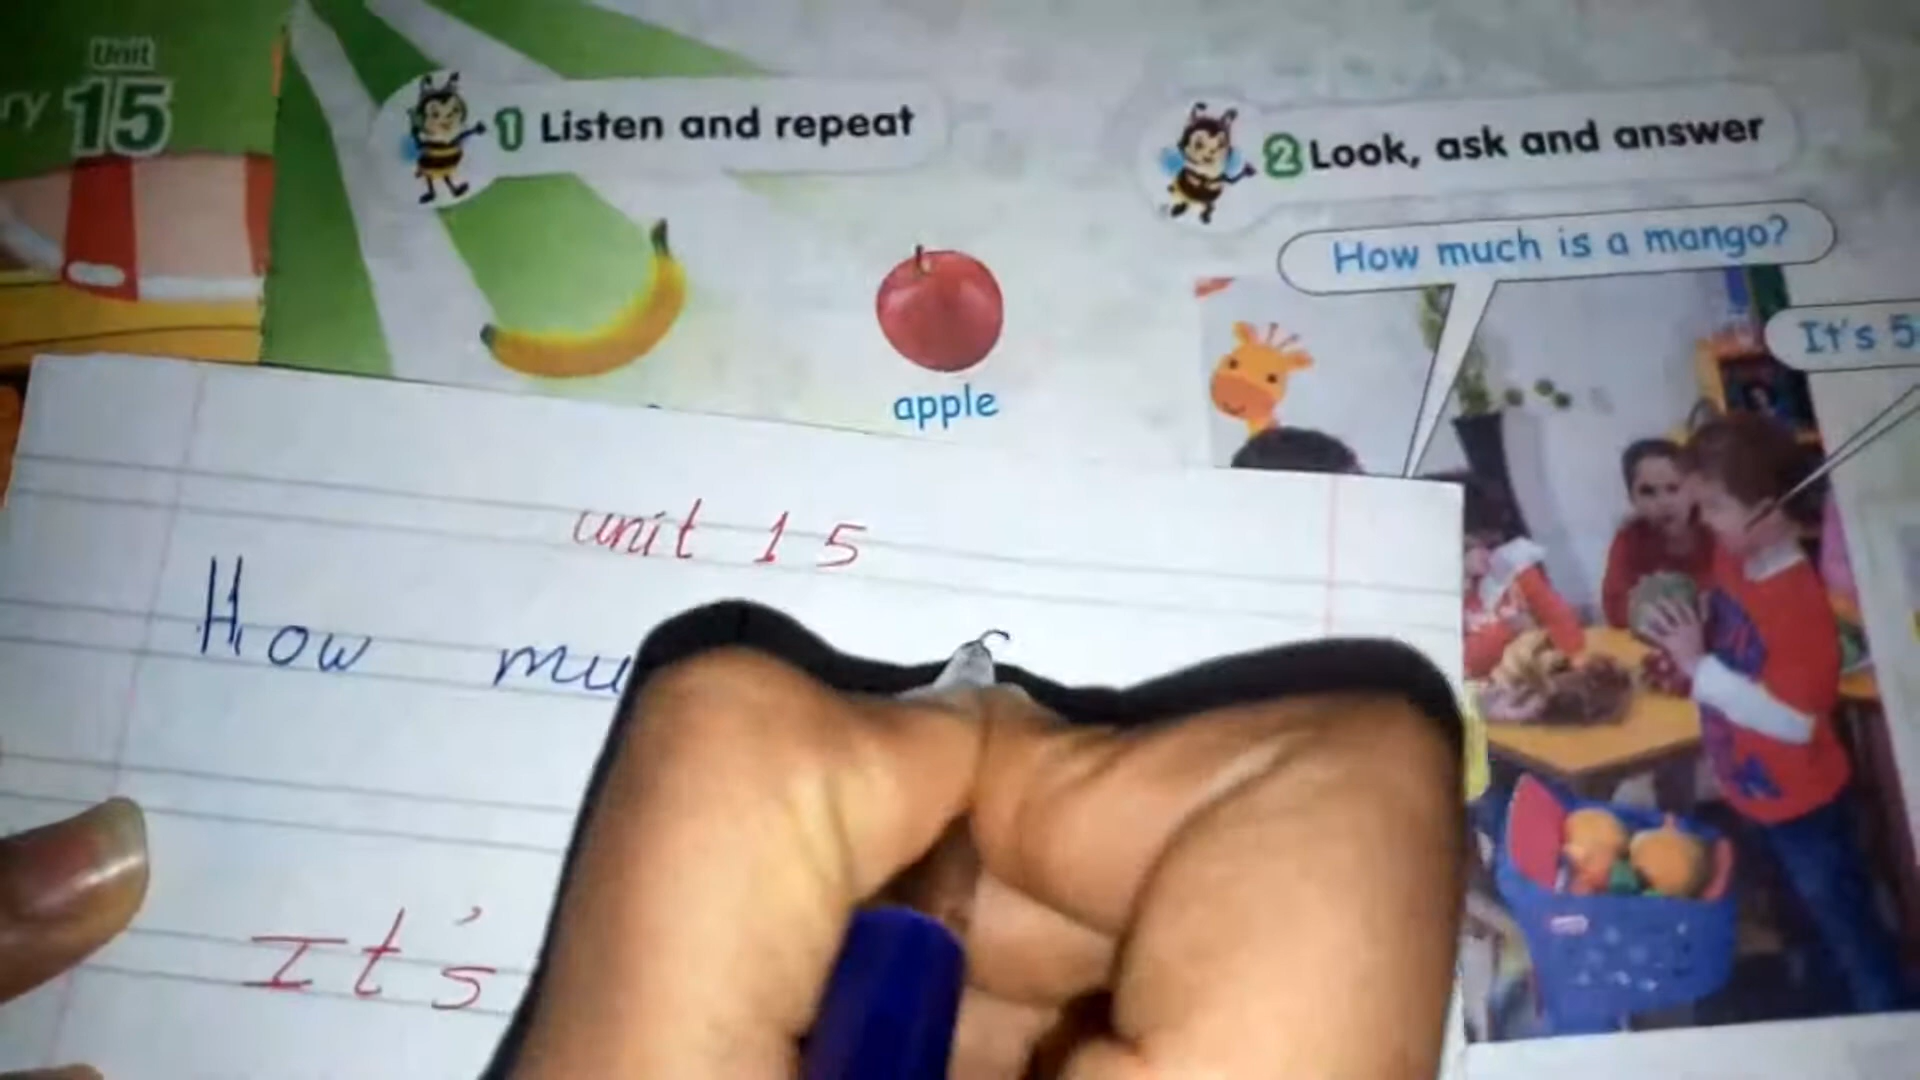 Unit
15
1 Listen and repeat
apple
2 Look, ask and answer
How much is a mango?
It's 5
unit 15
How mu
It's